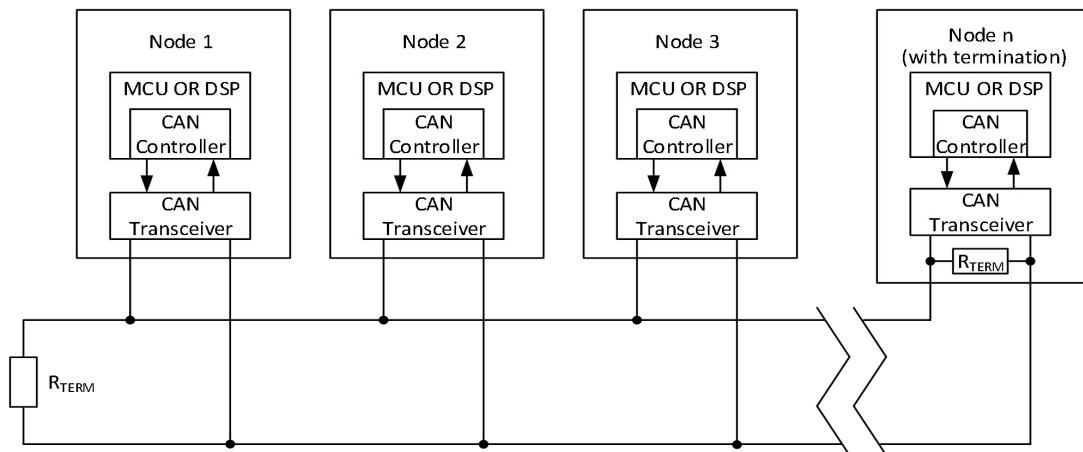 Node 1
MCU OR DSP
CAN
Controller
CAN
Transceiver
Node 2
MCU OR DSP
CAN
Controller
CAN
Transceiver
Node 3
MCU OR DSP
CAN
Controller
CAN
Transceiver
Node n
(with termination)
MCU OR DSP
CAN
Controller
CAN
Transceiver
RTERM
RTERM